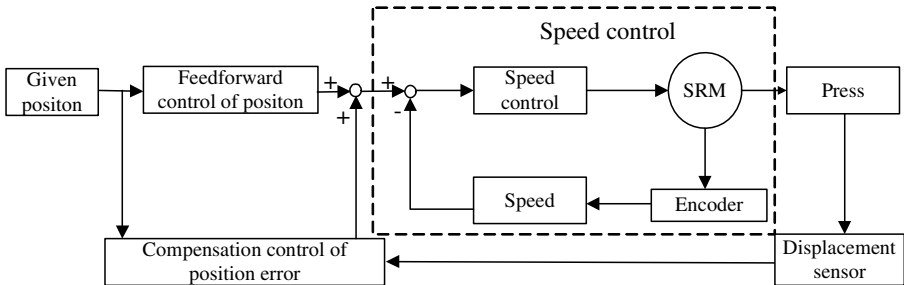 Speed control
Given
positon
Feedforward
control of positon
+
+
+
-
Speed
control
SRM
Press
Speed
Encoder
Compensation control of
position error
Displacement
sensor